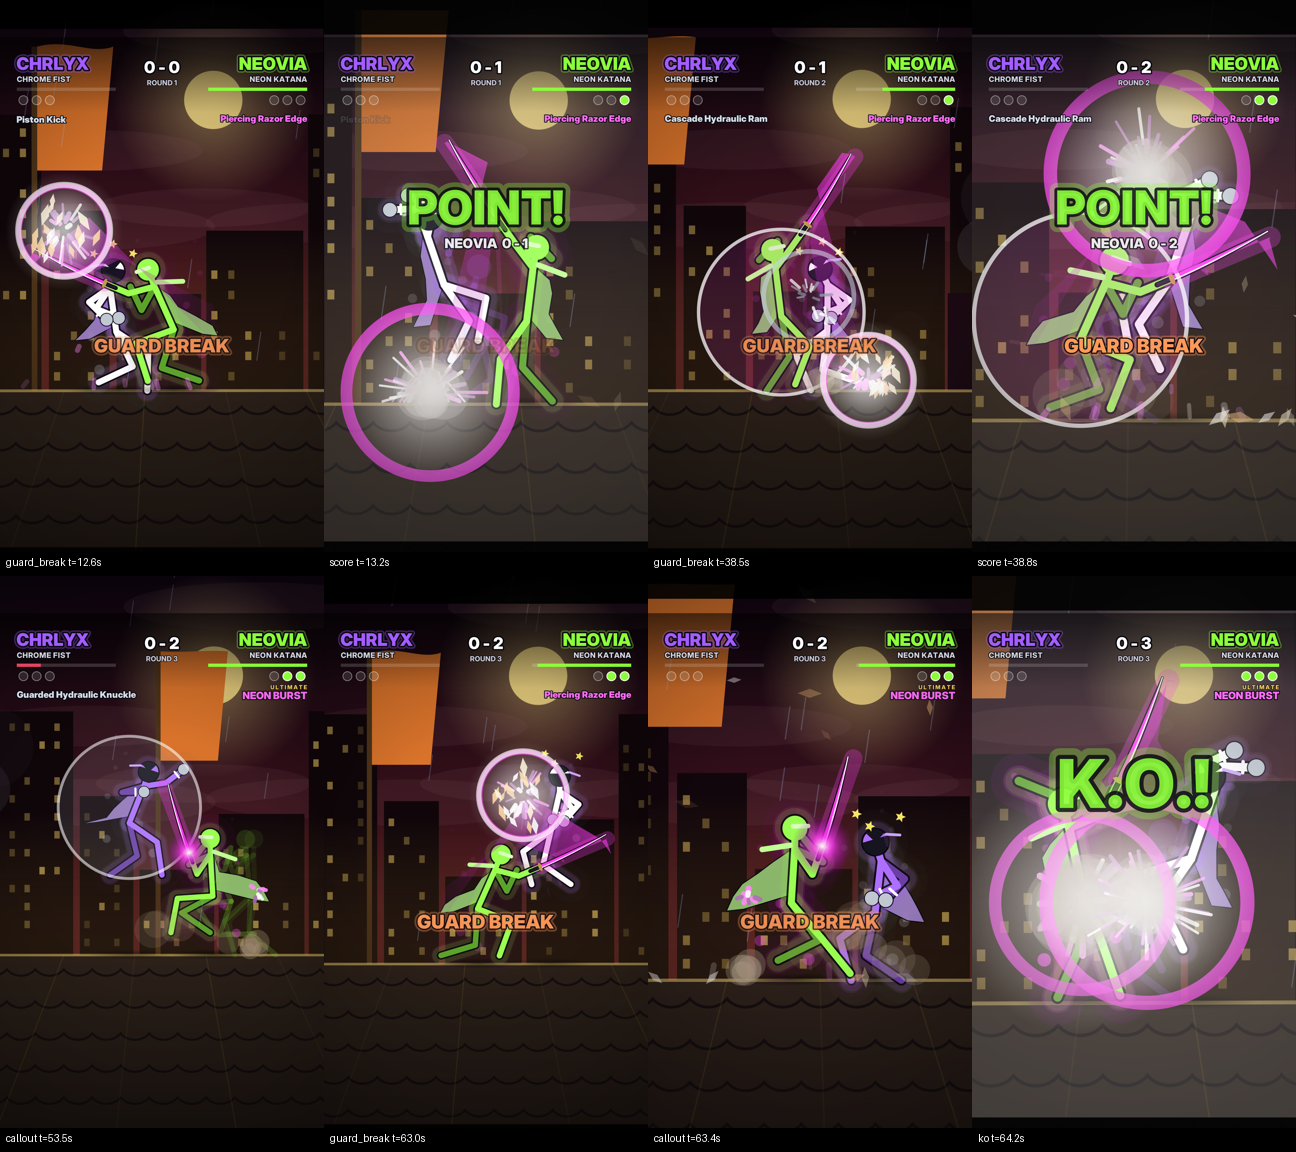 CHRLYX
0 - 0
NEOVIA
CHROME FIST
ROUND 1
NEON KATANA
Piston Kick
Piercing Razor Edge
GUARD BREAK
guard_break t=12.6s
CHRLYX
0 - 1
NEOVIA
CHROME FIST
ROUND 1
NEON KATANA
Piston Kick
Piercing Razor Edge
POINT!
NEOVIA 0 - 1
GUARD BREAK
score t=13.2s
CHRLYX
0 - 1
NEOVIA
CHROME FIST
ROUND 2
NEON KATANA
Cascade Hydraulic Ram
Piercing Razor Edge
GUARD BREAK
guard_break t=38.5s
CHRLYX
0 - 2
NEOVIA
CHROME FIST
ROUND 2
NEON KATANA
Cascade Hydraulic Ram
Piercing Razor Edge
POINT!
NEOVIA 0 - 2
GUARD BREAK
score t=38.8s
CHRLYX
0 - 2
NEOVIA
CHROME FIST
ROUND 3
NEON KATANA
ULTIMATE
Guarded Hydraulic Knuckle
NEON BURST
callout t=53.5s
CHRLYX
0 - 2
NEOVIA
CHROME FIST
ROUND 3
NEON KATANA
Piercing Razor Edge
GUARD BREAK
guard_break t=63.0s
CHRLYX
0 - 2
NEOVIA
CHROME FIST
ROUND 3
NEON KATANA
ULTIMATE
NEON BURST
GUARD BREAK
callout t=63.4s
CHRLYX
0 - 3
NEOVIA
CHROME FIST
ROUND 3
NEON KATANA
ULTIMATE
NEON BURST
K.O.!
ko t=64.2s